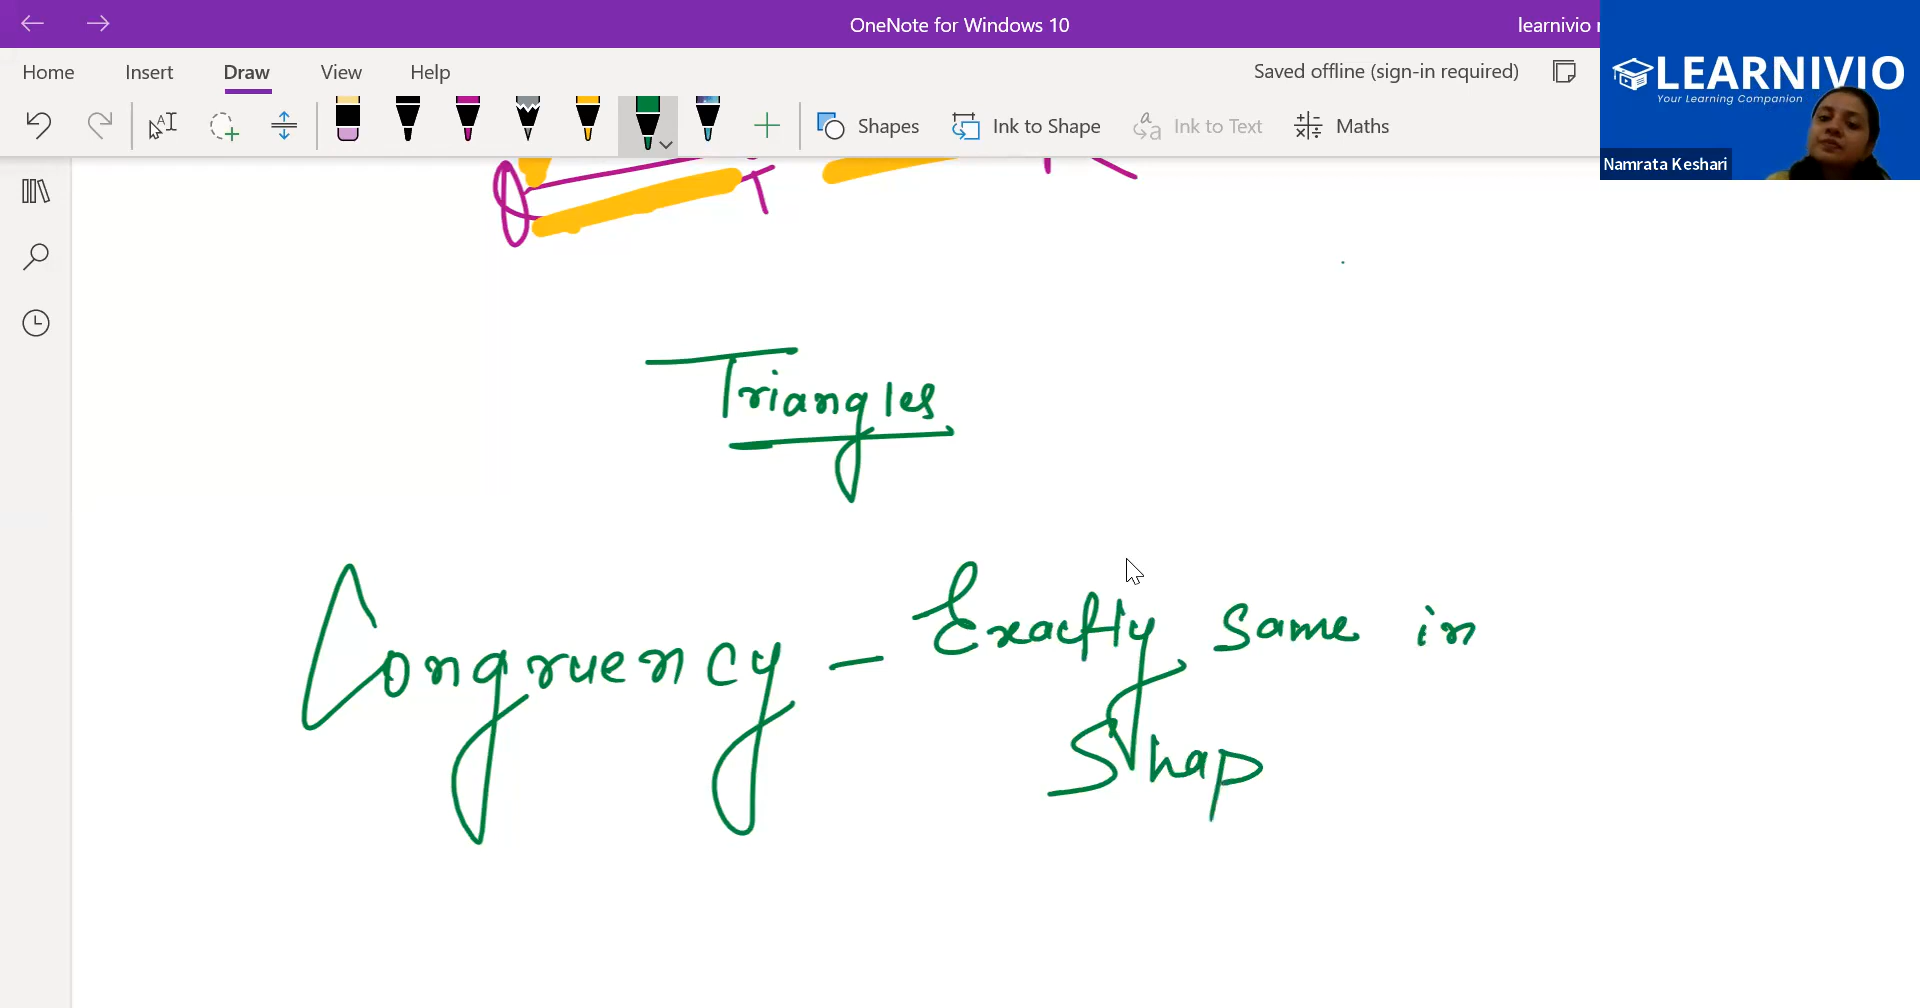 OneNote for Windows 10
learnivio
Home Insert Draw View Help
Saved offline (sign-in required)
Shapes Ink to Shape Ink to Text Maths
LEARNIVIO
Your Learning Companion
Namrata Keshari
Triangles
Congruency - Exactly same in
Shap